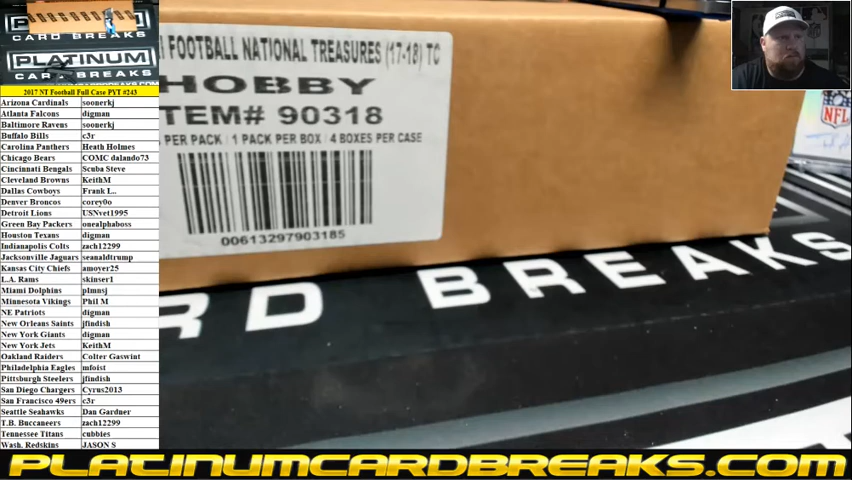 CARD BREAKS
PLATINUM
CARD BREAKS
2017 NT Football Full Case PYT #243
Arizona Cardinals soonerkj
Atlanta Falcons digman
Baltimore Ravens soonerkj
Buffalo Bills c3r
Carolina Panthers Heath Holmes
Chicago Bears COMC dalando73
Cincinnati Bengals Scuba Steve
Cleveland Browns KeithM
Dallas Cowboys Frank L..
Denver Broncos corey0o
Detroit Lions USNvet1995
Green Bay Packers onealphaboss
Houston Texans digman
Indianapolis Colts zach12299
Jacksonville Jaguars seanaldtrump
Kansas City Chiefs amoyer25
L.A. Rams skinser1
Miami Dolphins plmnsj
Minnesota Vikings Phil M
NE Patriots digman
New Orleans Saints jfindish
New York Giants digman
New York Jets KeithM
Oakland Raiders Colter Gaswint
Philadelphia Eagles mfoist
Pittsburgh Steelers jfindish
San Diego Chargers Cyrus2013
San Francisco 49ers c3r
Seattle Seahawks Dan Gardner
T.B. Buccaneers zach12299
Tennessee Titans cubbies
Wash. Redskins JASON S
FOOTBALL NATIONAL TREASURES (17-18) TC
HOBBY
TEM# 90318
PER PACK / 1 PACK PER BOX / 4 BOXES PER CASE
00613297903185
NFL
RD BREAKS
PLATINUMCARDBREAKS.COM